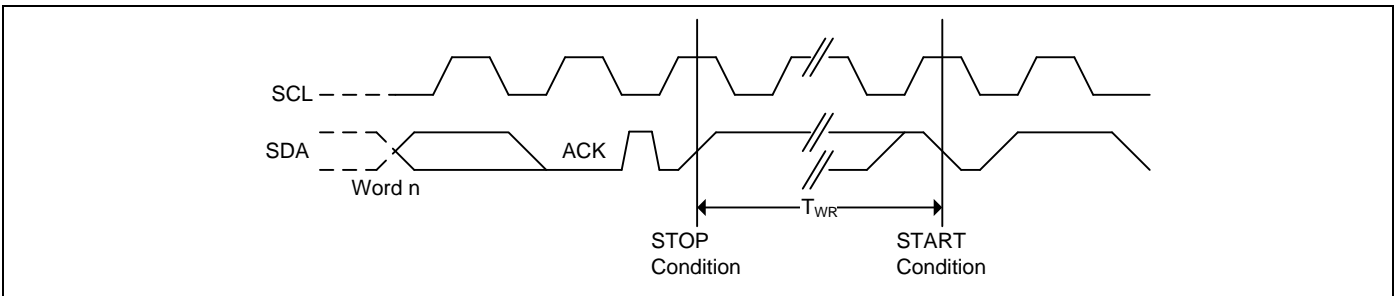 SCL
SDA
ACK
Word n
TWR
STOP
Condition
START
Condition